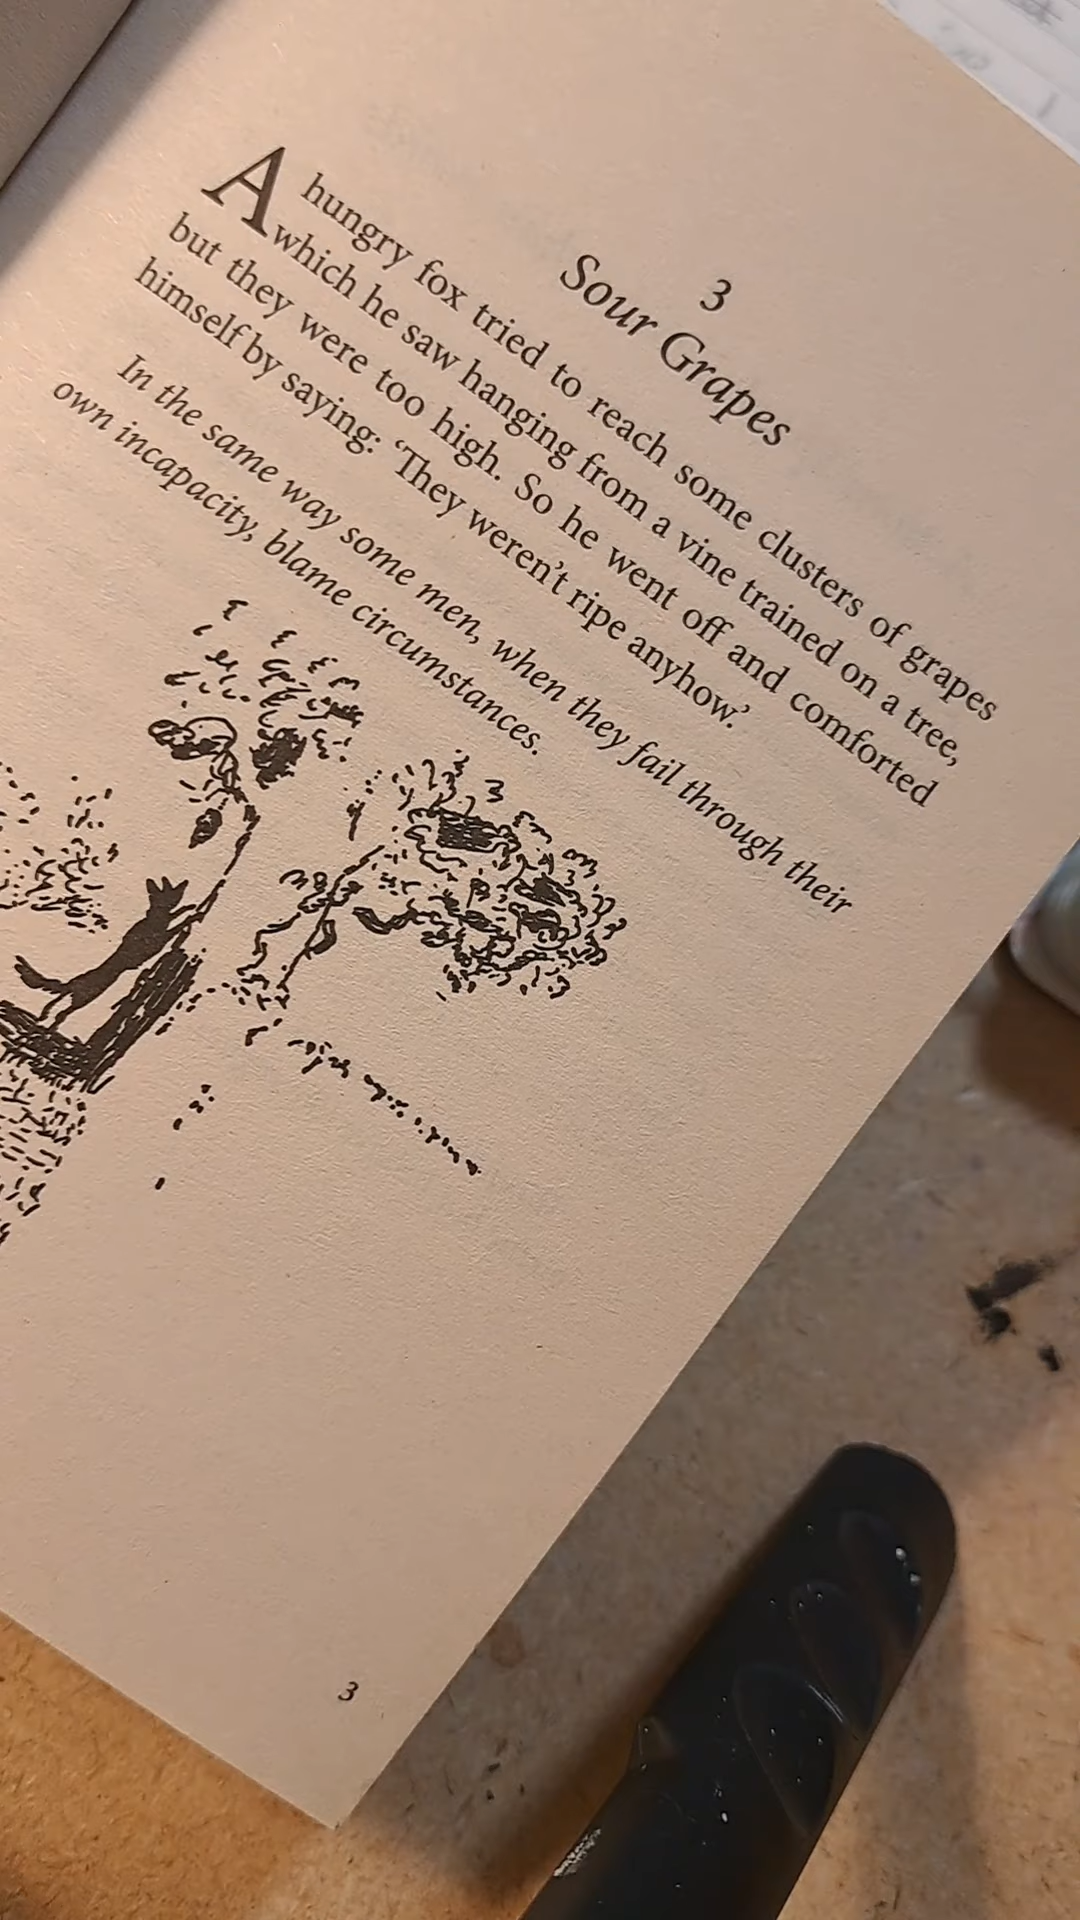 3
Sour Grapes
A hungry fox tried to reach some clusters of grapes
which he saw hanging from a vine trained on a tree,
but they were too high. So he went off and comforted
himself by saying: ‘They weren’t ripe anyhow.’
In the same way some men, when they fail through their
own incapacity, blame circumstances.
3